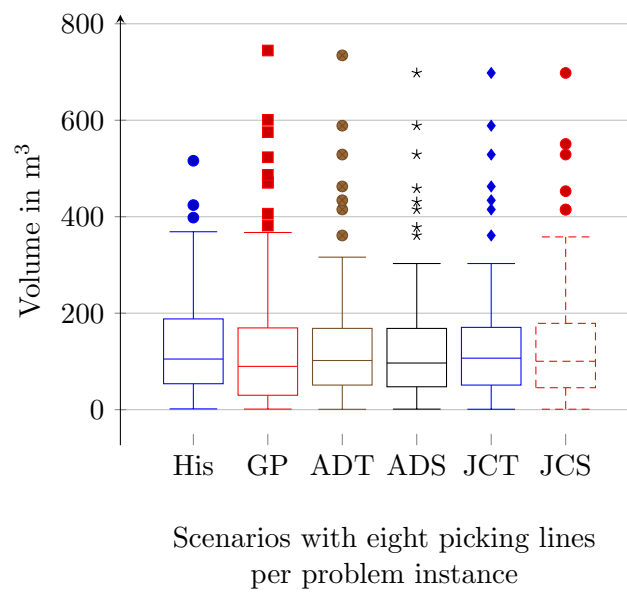 800
600
400
200
0
Volume in m³
His GP ADT ADS JCT JCS
Scenarios with eight picking lines
per problem instance